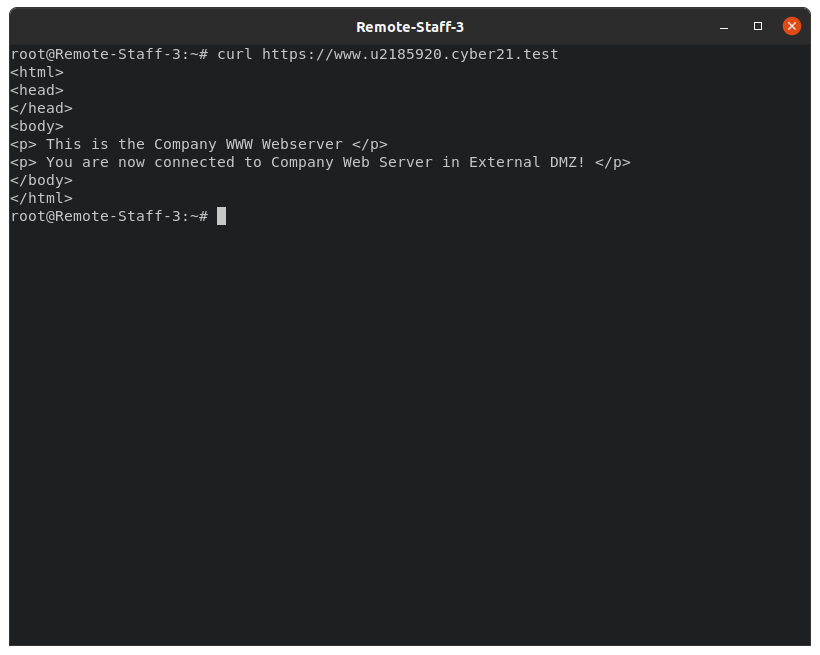 Remote-Staff-3
root@Remote-Staff-3:~# curl https://www.u2185920.cyber21.test
<html>
<head>
</head>
<body>
<p> This is the Company WWW Webserver </p>
<p> You are now connected to Company Web Server in External DMZ! </p>
</body>
</html>
root@Remote-Staff-3:~#